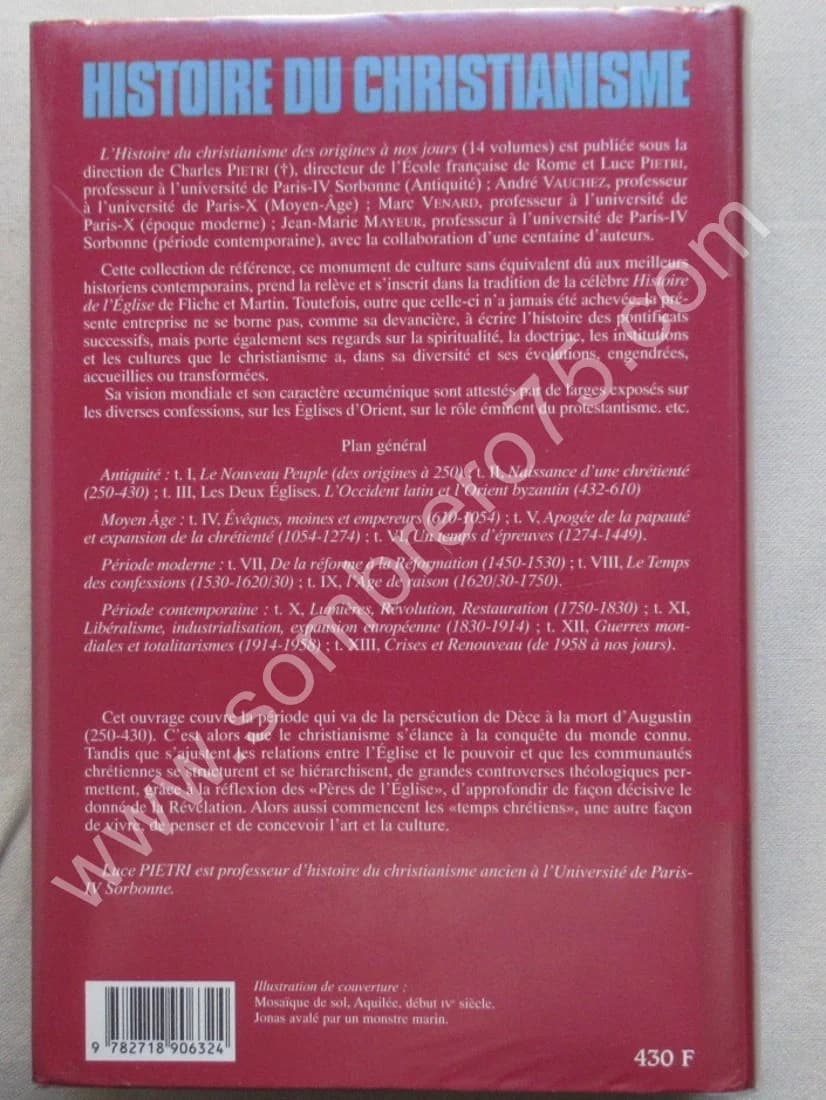 HISTOIRE DU CHRISTIANISME
L'Histoire du christianisme des origines à nos jours (14 volumes) est publiée sous la
direction de Charles PIETRI (†), directeur de l'École française de Rome et Luce PIETRI,
professeur à l'université de Paris-IV Sorbonne (Antiquité) ; André VAUCHEZ, professeur
à l'université de Paris-X (Moyen-Âge) ; Marc VENARD, professeur à l'université de
Paris-X (époque moderne) ; Jean-Marie MAYEUR, professeur à l'université de Paris-IV
Sorbonne (période contemporaine), avec la collaboration d'une centaine d'auteurs.
Cette collection de référence, ce monument de culture sans équivalent dû aux meilleurs
historiens contemporains, prend la relève et s'inscrit dans la tradition de la célèbre Histoire
de l'Église de Fliche et Martin. Toutefois, outre que celle-ci n'a jamais été achevée, la pré-
sente entreprise ne se borne pas, comme sa devancière, à écrire l'histoire des pontificats
successifs, mais porte également ses regards sur la spiritualité, la doctrine, les institutions
et les cultures que le christianisme a, dans sa diversité et ses évolutions, engendrées,
accueillies ou transformées.
Sa vision mondiale et son caractère œcuménique sont attestés par de larges exposés sur
les diverses confessions, sur les Églises d'Orient, sur le rôle éminent du protestantisme. etc.
Plan général
Antiquité : t. I, Le Nouveau Peuple (des origines à 250) ; t. II, Naissance d'une chrétienté
(250-430) ; t. III, Les Deux Églises. L'Occident latin et l'Orient byzantin (432-610)
Moyen Âge : t. IV, Évêques, moines et empereurs (610-1054) ; t. V, Apogée de la papauté
et expansion de la chrétienté (1054-1274) ; t. VI, Un temps d'épreuves (1274-1449).
Période moderne : t. VII, De la réforme à la Réformation (1450-1530) ; t. VIII, Le Temps
des confessions (1530-1620/30) ; t. IX, l'Âge de raison (1620/30-1750).
Période contemporaine : t. X, Lumières, Révolution, Restauration (1750-1830) ; t. XI,
Libéralisme, industrialisation, expansion européenne (1830-1914) ; t. XII, Guerres mon-
diales et totalitarismes (1914-1958) ; t. XIII, Crises et Renouveau (de 1958 à nos jours).
Cet ouvrage couvre la période qui va de la persécution de Dèce à la mort d'Augustin
(250-430). C'est alors que le christianisme s'élance à la conquête du monde connu.
Tandis que s'ajustent les relations entre l'Église et le pouvoir et que les communautés
chrétiennes se structurent et se hiérarchisent, de grandes controverses théologiques per-
mettent, grâce à la réflexion des «Pères de l'Église», d'approfondir de façon décisive le
donné de la Révélation. Alors aussi commencent les «temps chrétiens», une autre façon
de vivre, de penser et de concevoir l'art et la culture.
Luce PIETRI est professeur d'histoire du christianisme ancien à l'Université de Paris-
IV Sorbonne.
Illustration de couverture :
Mosaïque de sol, Aquilée, début IVe siècle.
Jonas avalé par un monstre marin.
9 782718 906324
430 F
www.sombrero75.com